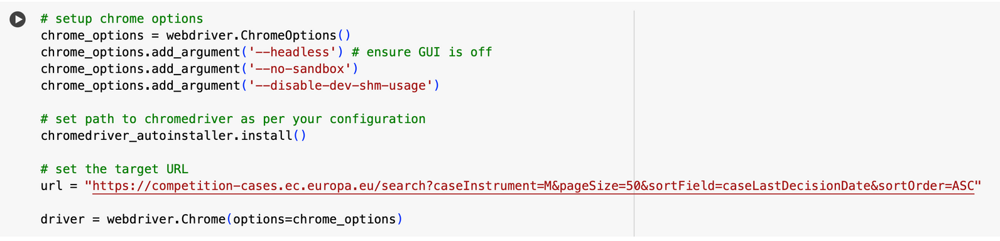 # setup chrome options
chrome_options = webdriver.ChromeOptions()
chrome_options.add_argument('--headless') # ensure GUI is off
chrome_options.add_argument('--no-sandbox')
chrome_options.add_argument('--disable-dev-shm-usage')
# set path to chromedriver as per your configuration
chromedriver_autoinstaller.install()
# set the target URL
url = "https://competition-cases.ec.europa.eu/search?caseInstrument=M&pageSize=50&sortField=caseLastDecisionDate&sortOrder=ASC"
driver = webdriver.Chrome(options=chrome_options)